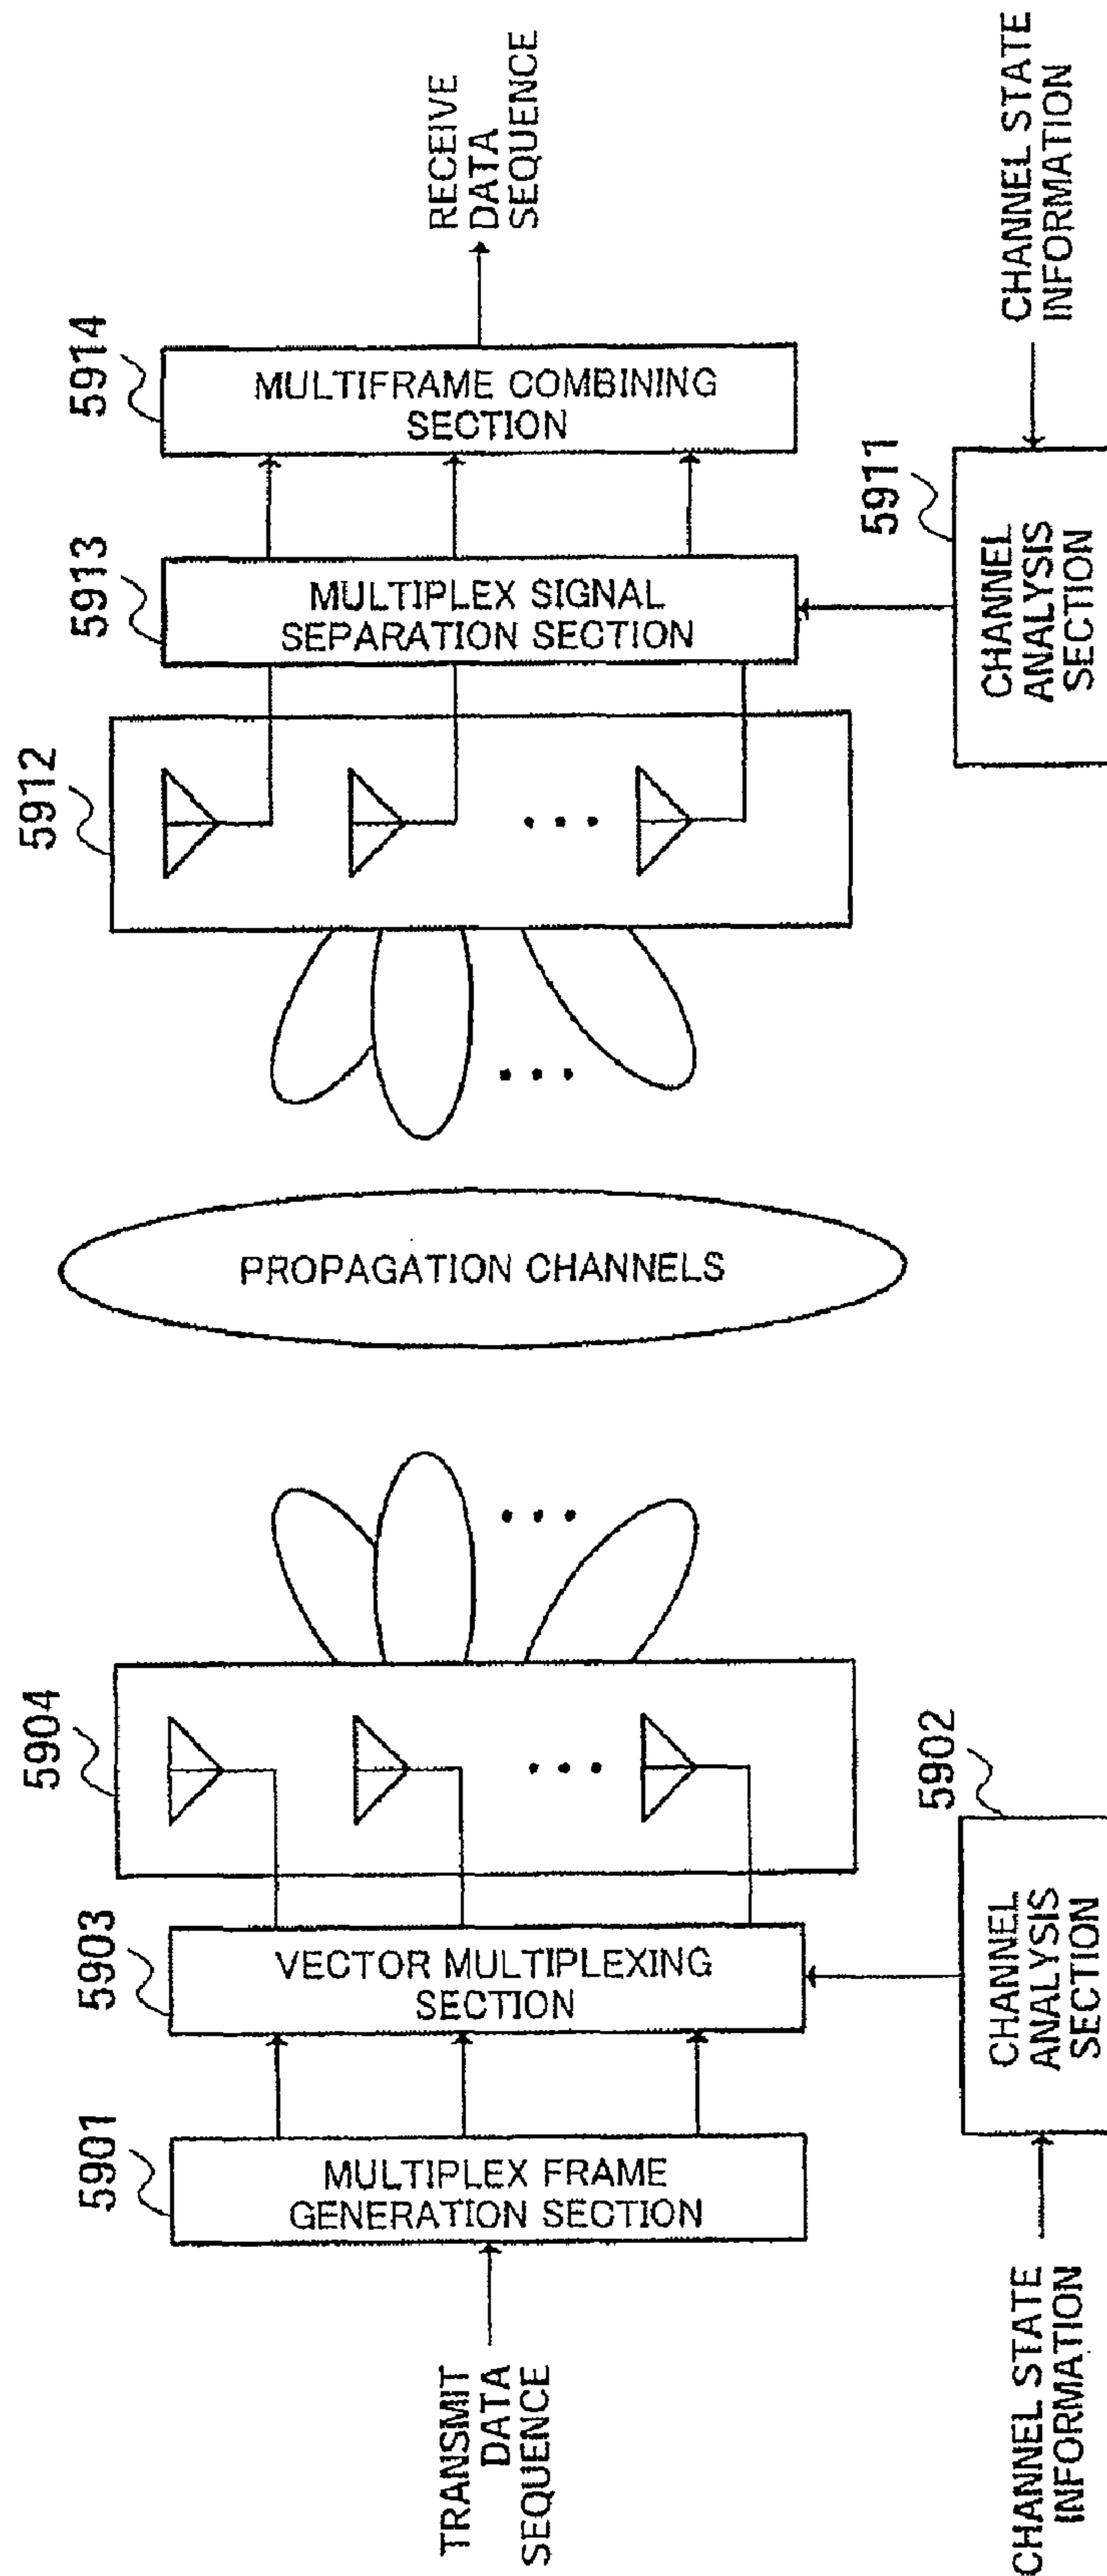 TRANSMIT
DATA
SEQUENCE
5901
MULTIPLEX FRAME
GENERATION SECTION
5903
VECTOR MULTIPLEXING
SECTION
5904
CHANNEL STATE
INFORMATION
5902
CHANNEL
ANALYSIS
SECTION
PROPAGATION CHANNELS
5912
5913
MULTIPLEX SIGNAL
SEPARATION SECTION
5914
MULTIFRAME COMBINING
SECTION
RECEIVE
DATA
SEQUENCE
5911
CHANNEL
ANALYSIS
SECTION
CHANNEL STATE
INFORMATION